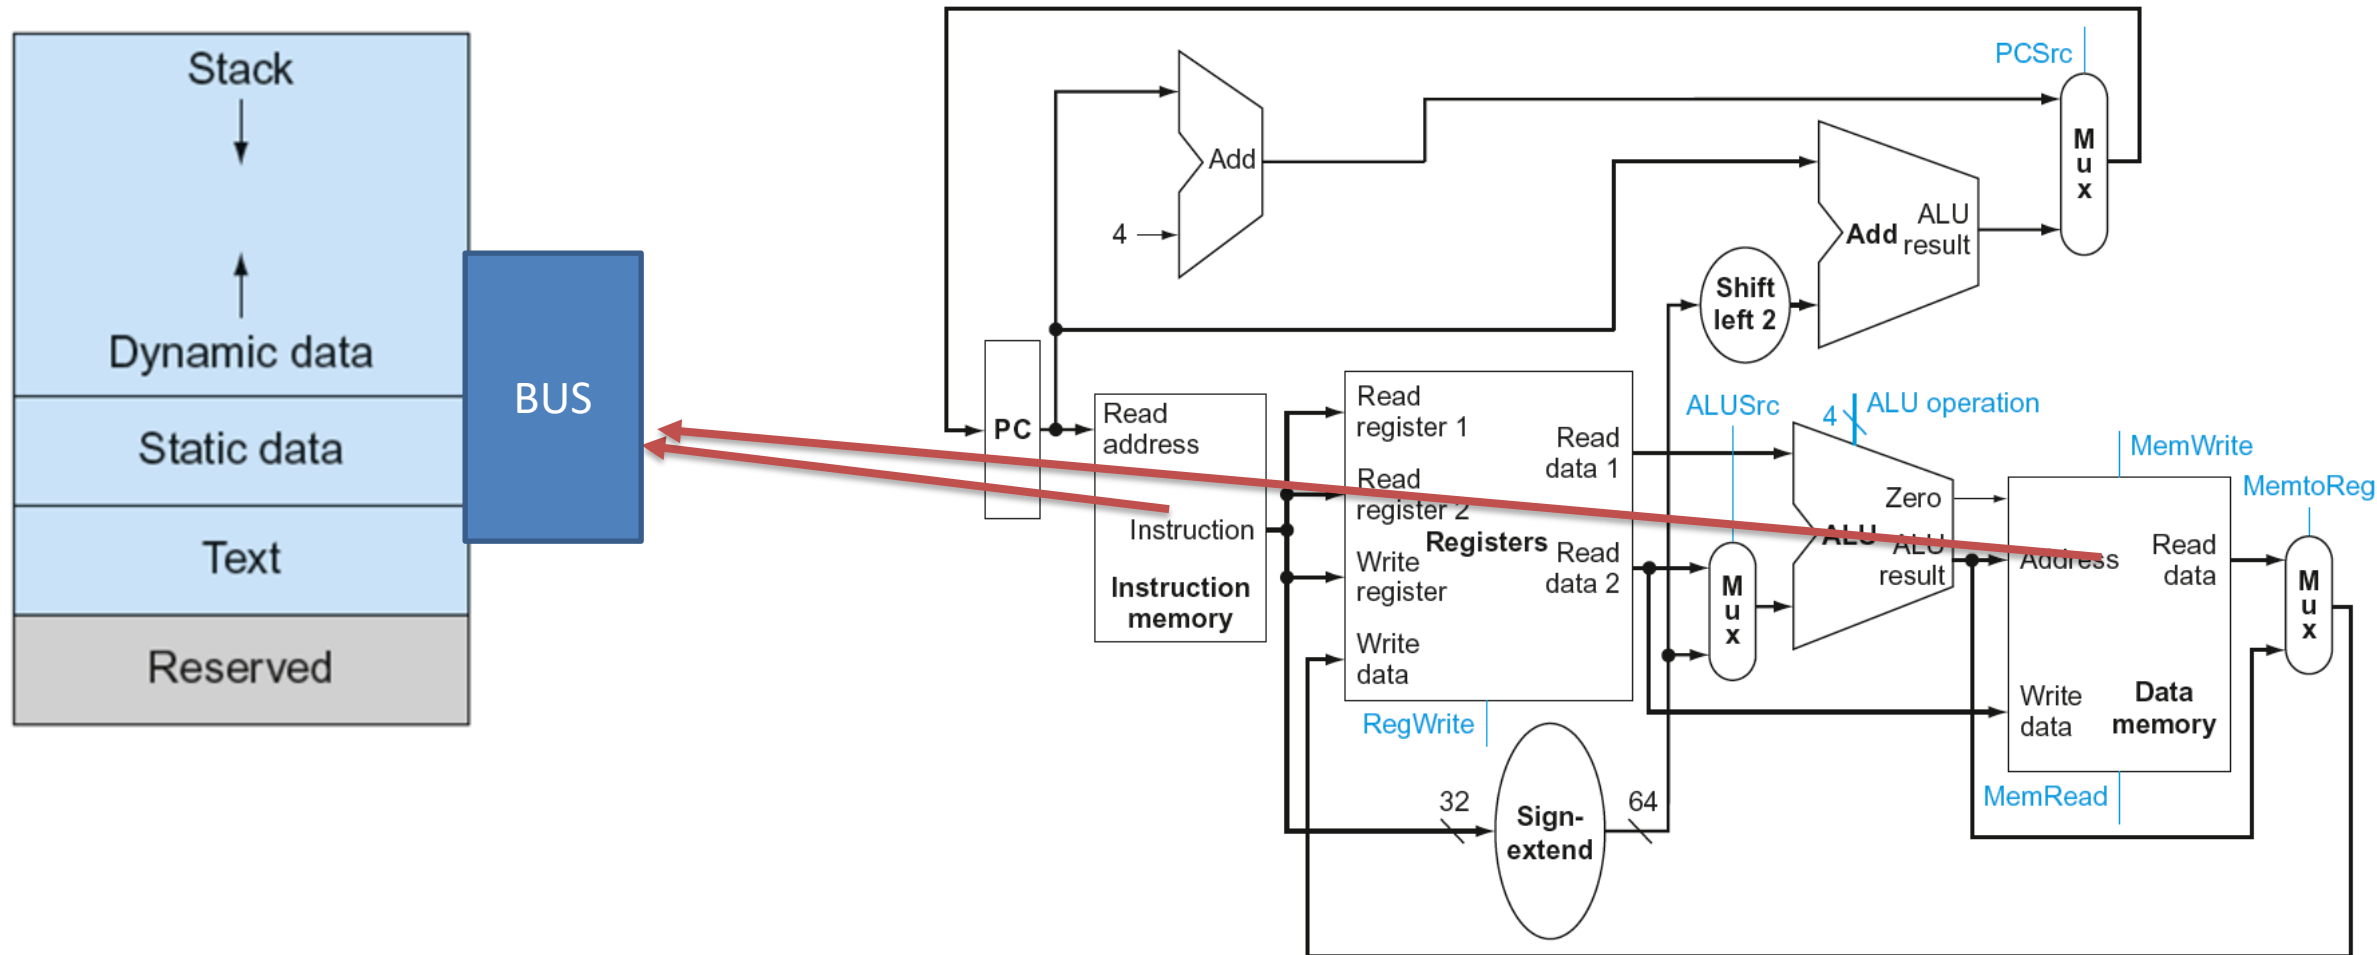 Stack
Dynamic data
Static data
Text
Reserved
BUS
PCSrc
M
u
x
Add
4
Add
ALU
result
Shift
left 2
PC
Read
address
Instruction
Instruction
memory
Read
register 1
Read
register 2
Registers
Write
register
Write
data
Read
data 1
Read
data 2
RegWrite
ALUSrc
M
u
x
4
ALU operation
Zero
ALU
ALU
result
MemWrite
Address
Read
data
Write
data
Data
memory
MemRead
MemtoReg
M
u
x
32
Sign-
extend
64